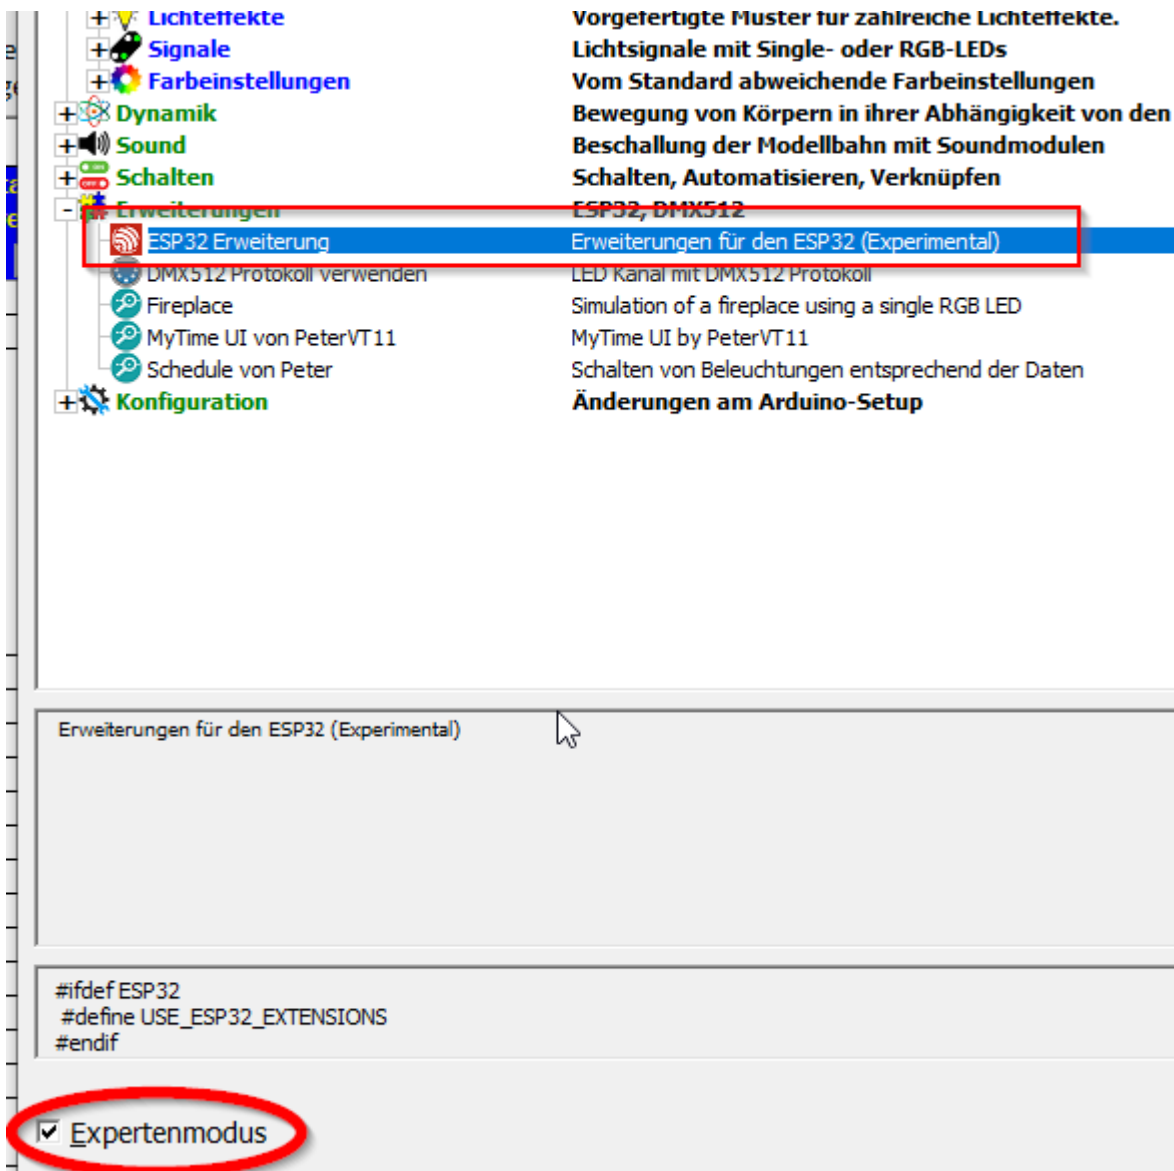 Lichteffekte Vorgefertigte Muster für zahlreiche Lichteffekte.
Signale Lichtsignale mit Single- oder RGB-LEDs
Farbeinstellungen Vom Standard abweichende Farbeinstellungen
Dynamik Bewegung von Körpern in ihrer Abhängigkeit von den
Sound Beschallung der Modellbahn mit Soundmodulen
Schalten Schalten, Automatisieren, Verknüpfen
Erweiterungen ESP32, DMX512
ESP32 Erweiterung Erweiterungen für den ESP32 (Experimental)
DMX512 Protokoll verwenden LED Kanal mit DMX512 Protokoll
Fireplace Simulation of a fireplace using a single RGB LED
MyTime UI von PeterVT11 MyTime UI by PeterVT11
Schedule von Peter Schalten von Beleuchtungen entsprechend der Daten
Konfiguration Änderungen am Arduino-Setup
Erweiterungen für den ESP32 (Experimental)
#ifdef ESP32
#define USE_ESP32_EXTENSIONS
#endif
Expertenmodus